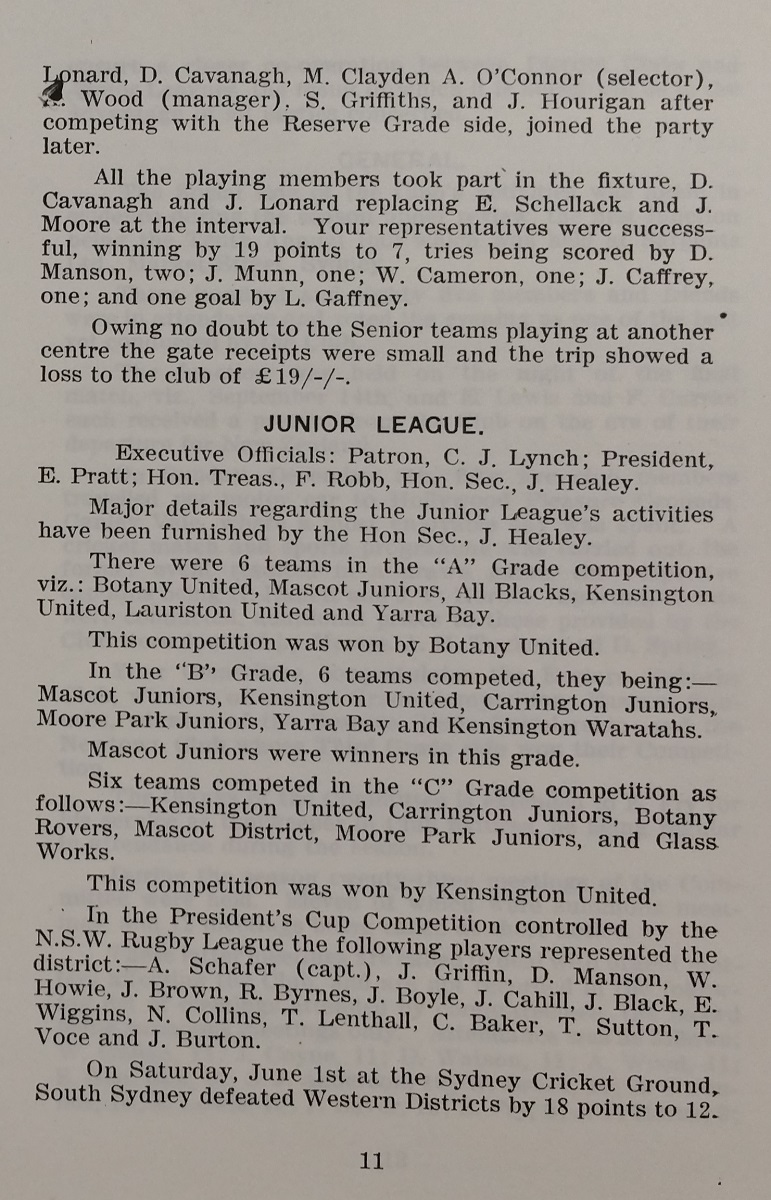 Lonard, D. Cavanagh, M. Clayden A. O'Connor (selector),
Wood (manager), S. Griffiths, and J. Hourigan after
competing with the Reserve Grade side, joined the party
later.
All the playing members took part in the fixture, D.
Cavanagh and J. Lonard replacing E. Schellack and J.
Moore at the interval. Your representatives were success-
ful, winning by 19 points to 7, tries being scored by D.
Manson, two; J. Munn, one; W. Cameron, one; J. Caffrey,
one; and one goal by L. Gaffney.
Owing no doubt to the Senior teams playing at another
centre the gate receipts were small and the trip showed a
loss to the club of £19/-/-.
JUNIOR LEAGUE.
Executive Officials: Patron, C. J. Lynch; President,
E. Pratt; Hon. Treas., F. Robb, Hon. Sec., J. Healey.
Major details regarding the Junior League's activities
have been furnished by the Hon Sec., J. Healey.
There were 6 teams in the "A" Grade competition,
viz.: Botany United, Mascot Juniors, All Blacks, Kensington
United, Lauriston United and Yarra Bay.
This competition was won by Botany United.
In the "B" Grade, 6 teams competed, they being:—
Mascot Juniors, Kensington United, Carrington Juniors,
Moore Park Juniors, Yarra Bay and Kensington Waratahs.
Mascot Juniors were winners in this grade.
Six teams competed in the "C" Grade competition as
follows:—Kensington United, Carrington Juniors, Botany
Rovers, Mascot District, Moore Park Juniors, and Glass
Works.
This competition was won by Kensington United.
In the President's Cup Competition controlled by the
N.S.W. Rugby League the following players represented the
district:—A. Schafer (capt.), J. Griffin, D. Manson, W.
Howie, J. Brown, R. Byrnes, J. Boyle, J. Cahill, J. Black, E.
Wiggins, N. Collins, T. Lenthall, C. Baker, T. Sutton, T.
Voce and J. Burton.
On Saturday, June 1st at the Sydney Cricket Ground,
South Sydney defeated Western Districts by 18 points to 12.
11